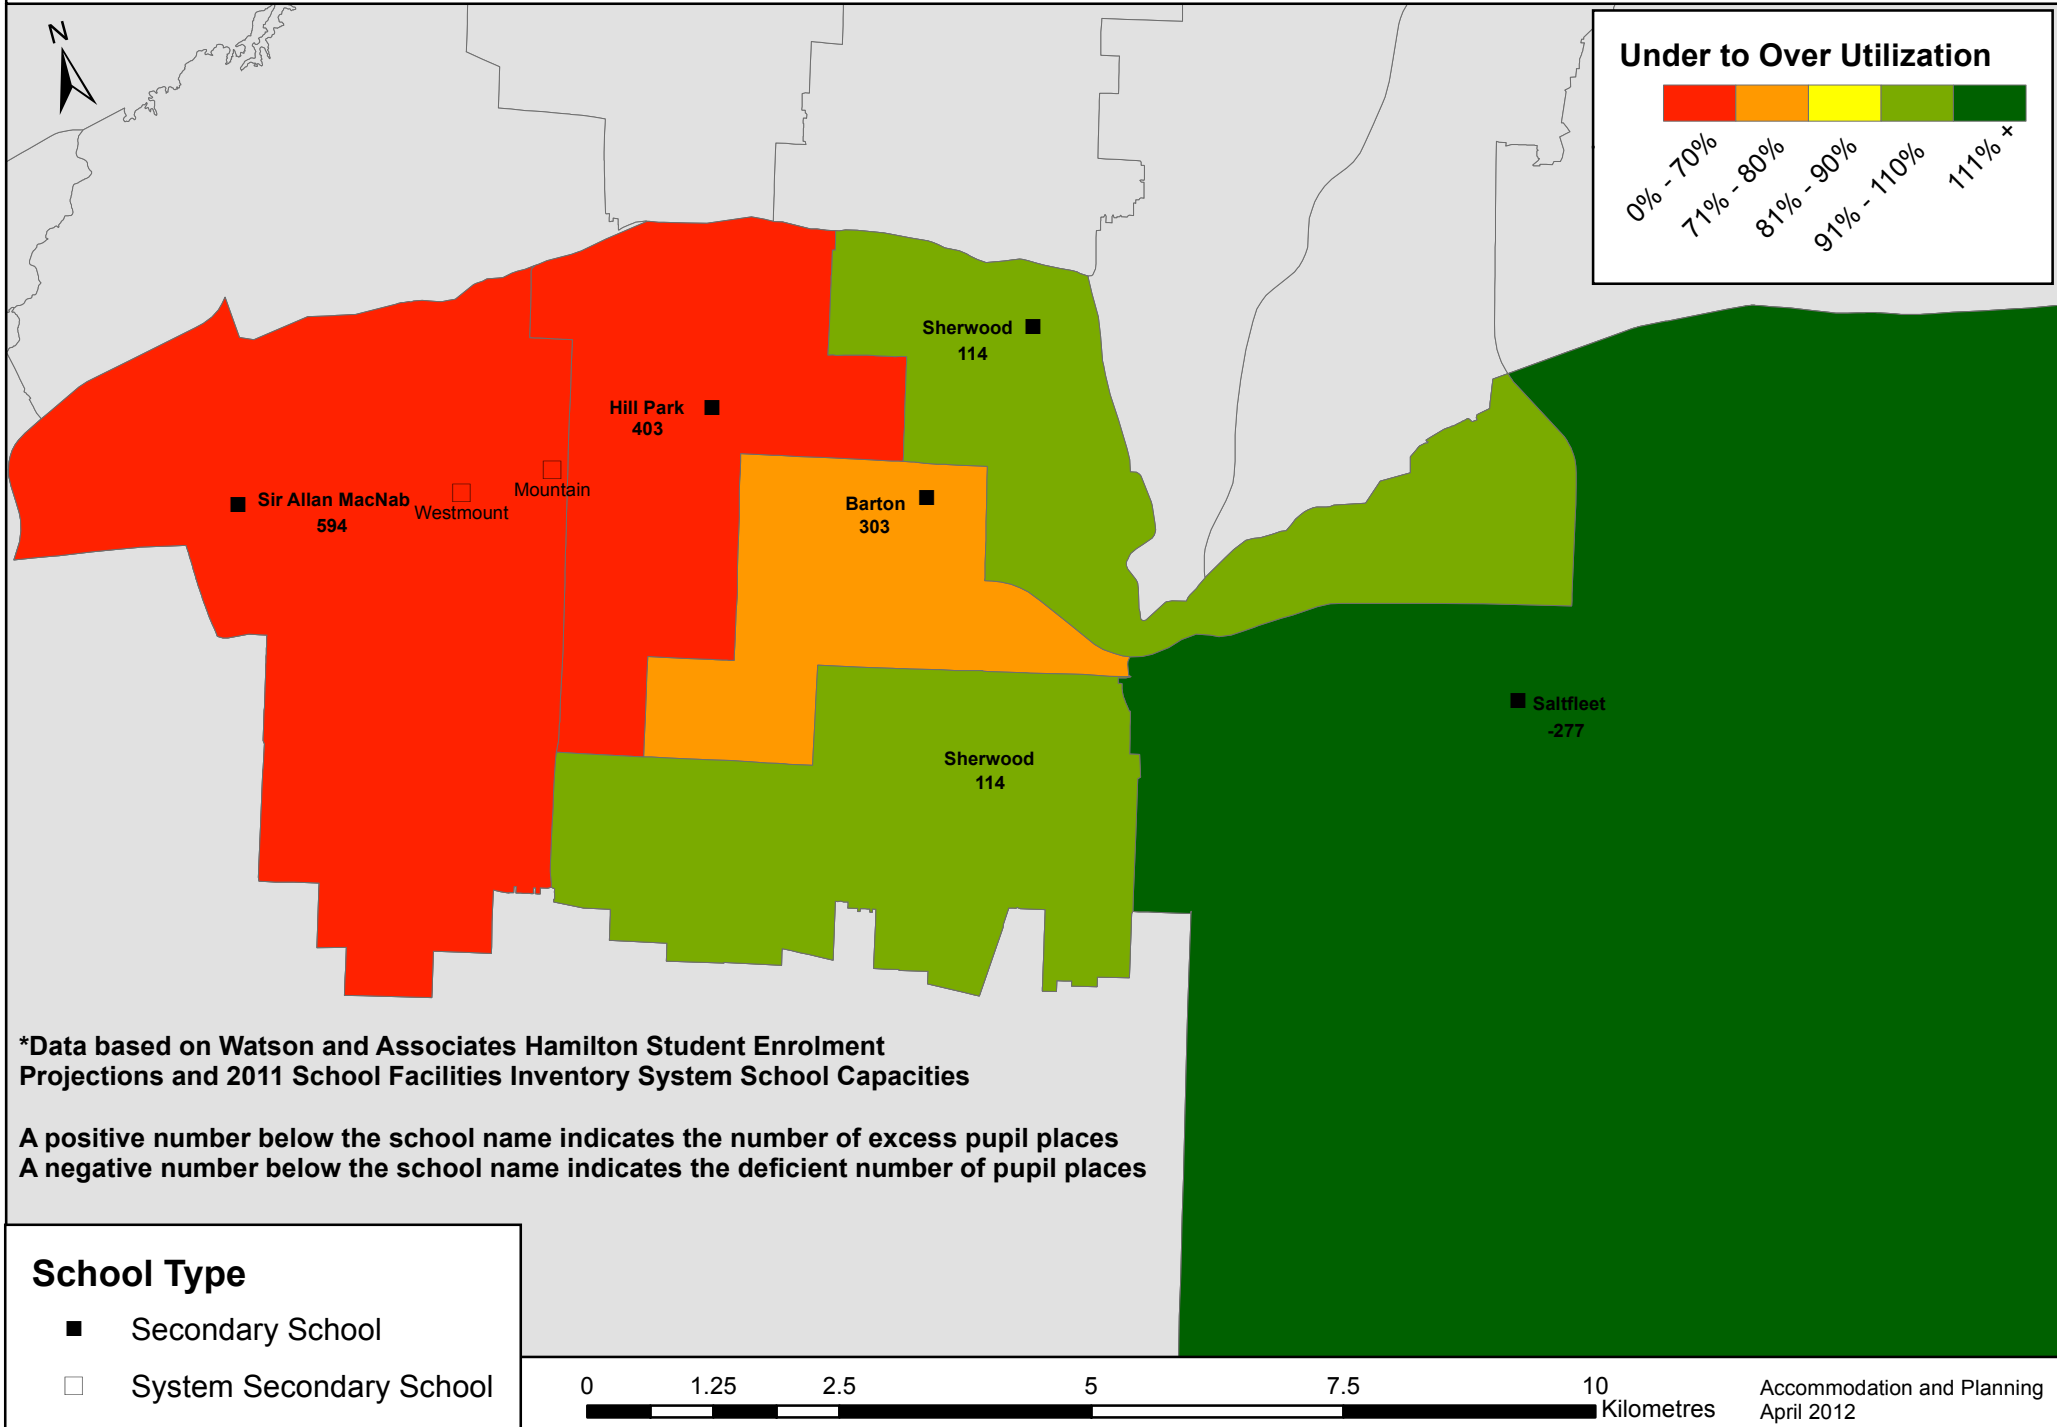 N
Under to Over Utilization
0% - 70%
71% - 80%
81% - 90%
91% - 110%
111% +
Sherwood
114
Hill Park
403
Mountain
Westmount
Sir Allan MacNab
594
Barton
303
Saltfleet
-277
Sherwood
114
*Data based on Watson and Associates Hamilton Student Enrolment
Projections and 2011 School Facilities Inventory System School Capacities
A positive number below the school name indicates the number of excess pupil places
A negative number below the school name indicates the deficient number of pupil places
School Type
Secondary School
System Secondary School
0 1.25 2.5 5 7.5 10
Kilometres
Accommodation and Planning
April 2012